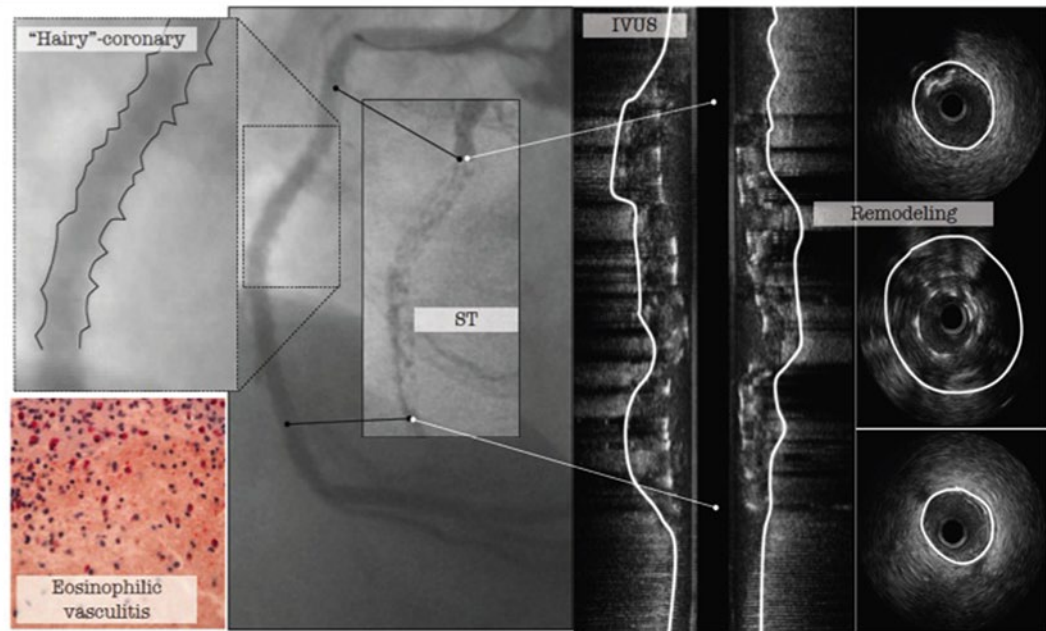 “Hairy”-coronary
IVUS
Remodeling
ST
Eosinophilic
vasculitis